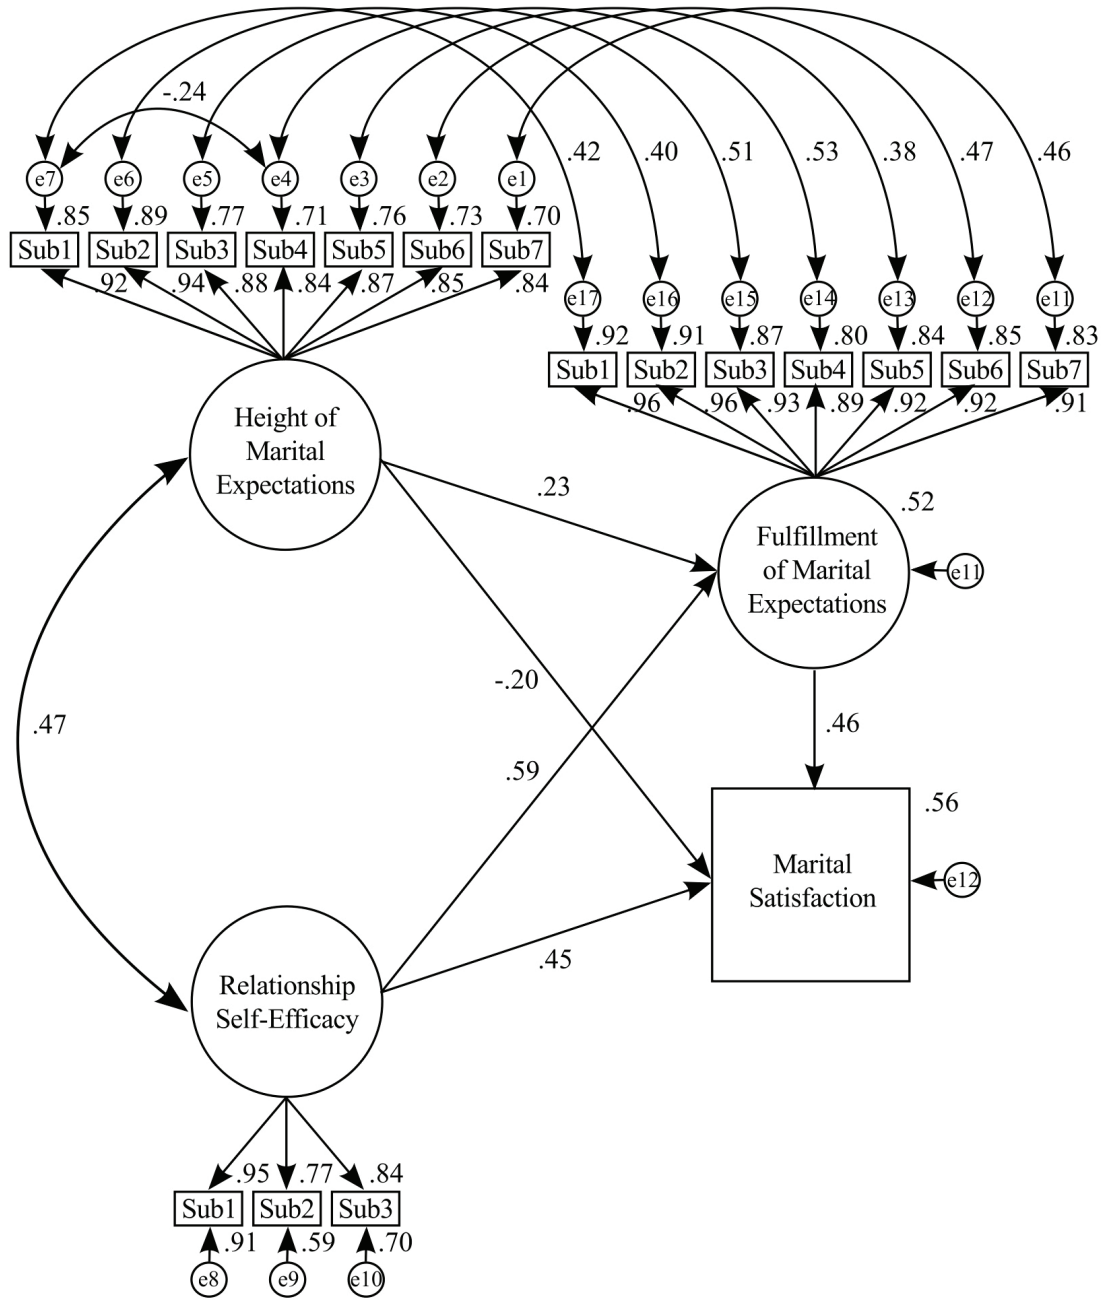 -.24
.42 .40 .51 .53 .38 .47 .46
e7 e6 e5 e4 e3 e2 e1
.85 .89 .77 .71 .76 .73 .70
Sub1 Sub2 Sub3 Sub4 Sub5 Sub6 Sub7
.92 .94 .88 .84 .87 .85 .84
e17 e16 e15 e14 e13 e12 e11
.92 .91 .87 .80 .84 .85 .83
Sub1 Sub2 Sub3 Sub4 Sub5 Sub6 Sub7
.96 .96 .93 .89 .92 .92 .91
Height of
Marital
Expectations
.23
.52
Fulfillment
of Marital
Expectations
e11
-.20
.47
.46
.59
.56
Marital
Satisfaction
e12
.45
Relationship
Self-Efficacy
.95 .77 .84
Sub1 Sub2 Sub3
.91 .59 .70
e8 e9 e10